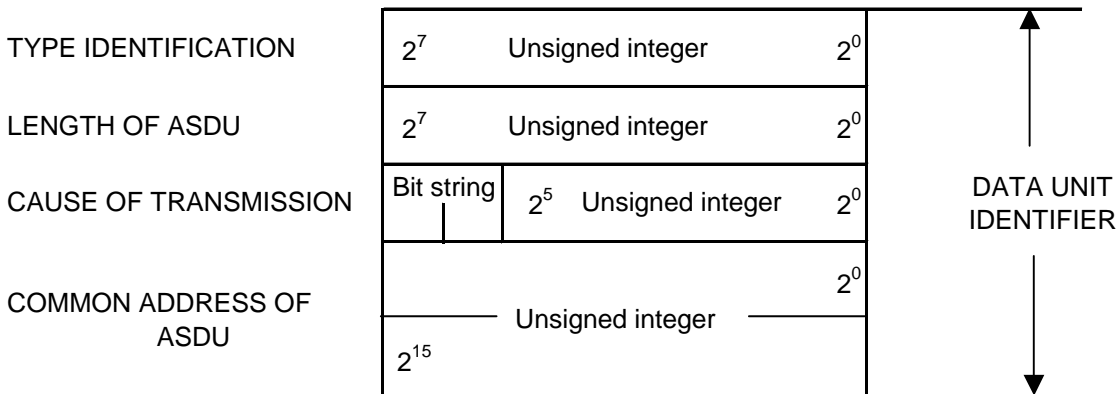 TYPE IDENTIFICATION 2^7 Unsigned integer 2^0
LENGTH OF ASDU 2^7 Unsigned integer 2^0
CAUSE OF TRANSMISSION Bit string 2^5 Unsigned integer 2^0
DATA UNIT
IDENTIFIER
2^0
COMMON ADDRESS OF
ASDU
Unsigned integer
2^15